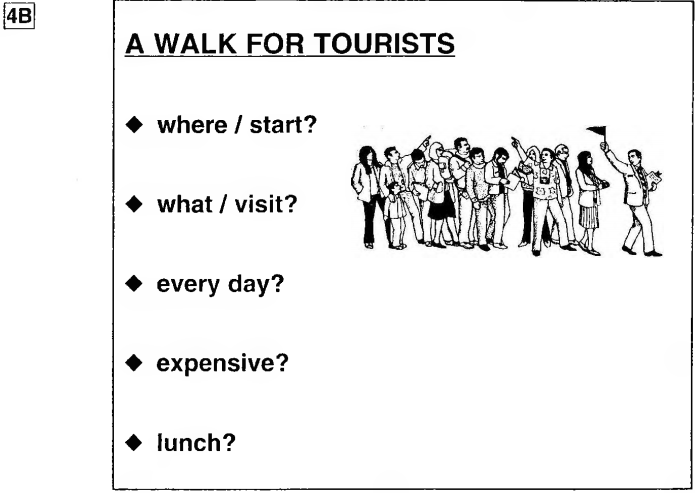 4B
A WALK FOR TOURISTS
◆ where / start?
◆ what / visit?
◆ every day?
◆ expensive?
◆ lunch?